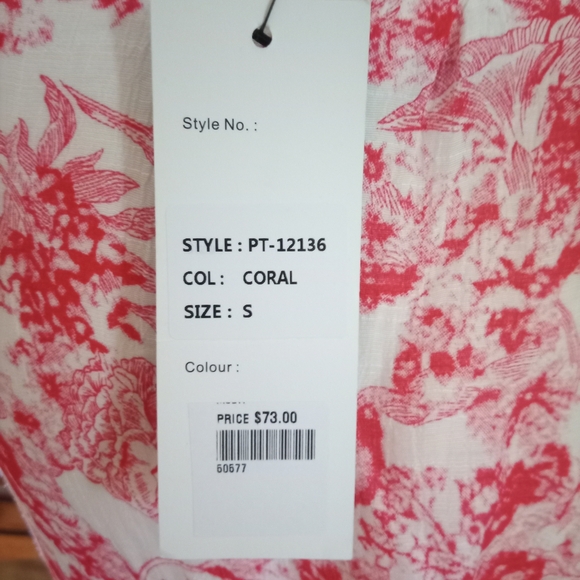 Style No. :
STYLE : PT-12136
COL : CORAL
SIZE : S
Colour :
PRICE $73.00
60677